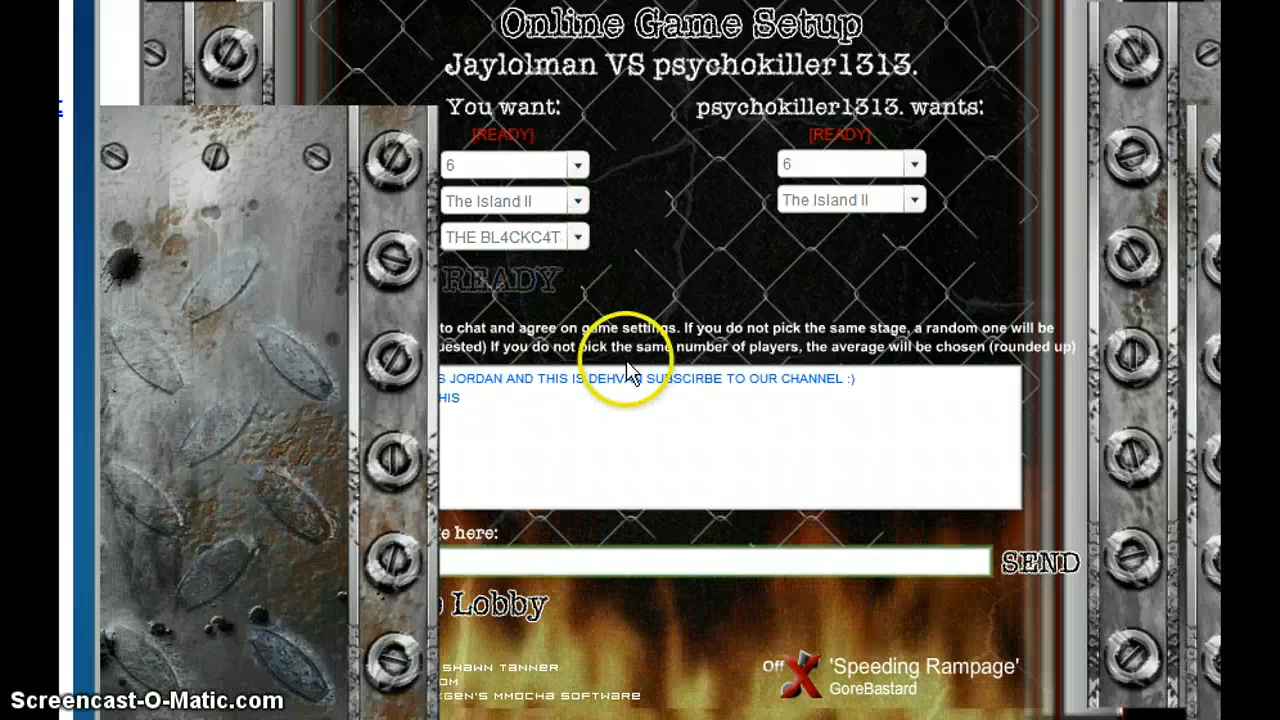 Online Game Setup
Jaylolman VS psychokiller1313.
You want:
psychokiller1313. wants:
[READY]
[READY]
6
6
The Island II
The Island II
THE BL4CKC4T
READY
to chat and agree on game settings. If you do not pick the same stage, a random one will be
uested) If you do not pick the same number of players, the average will be chosen (rounded up)
S JORDAN AND THIS IS DEHVAN SUBSCIRBE TO OUR CHANNEL :)
HIS
e here:
SEND
Lobby
SHAWN TANNER
Off
'Speeding Rampage'
OM
GoreBastard
XGEN'S MMOCHA SOFTWARE
Screencast-O-Matic.com